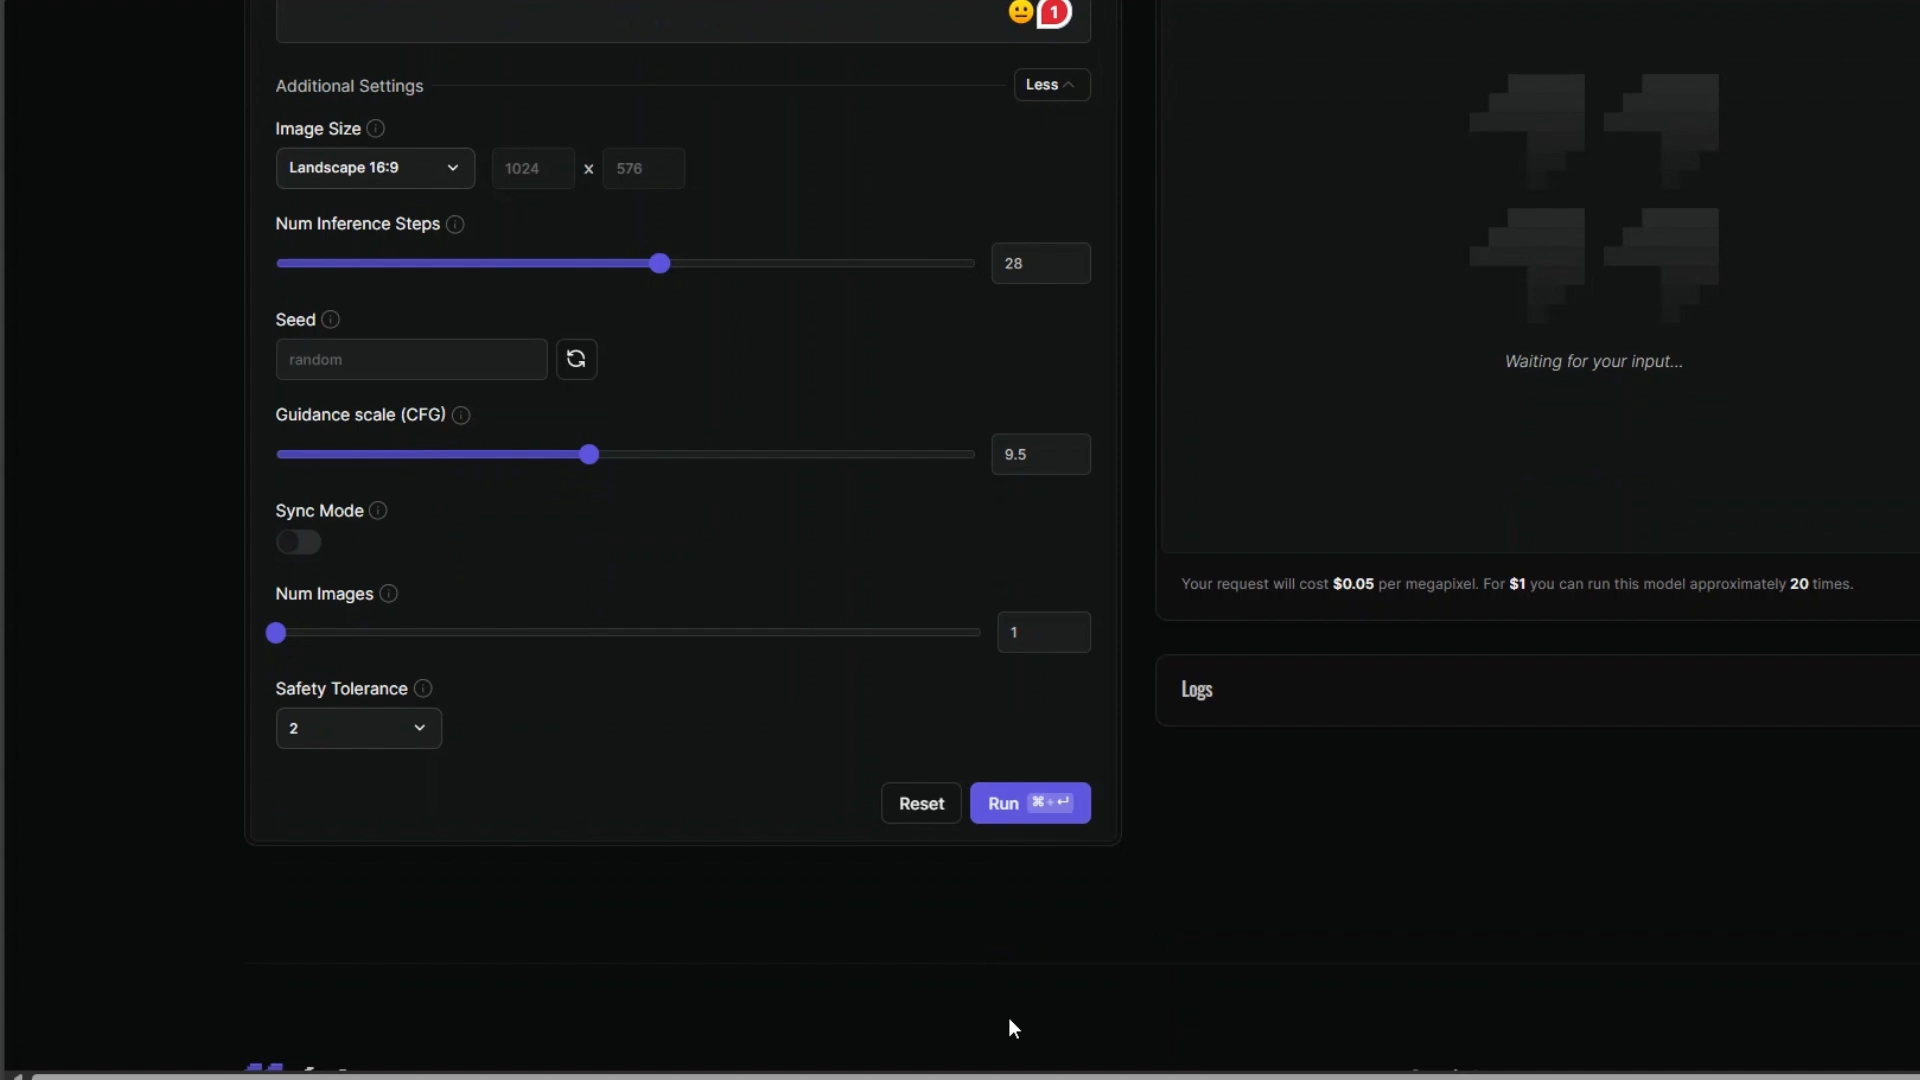 1
Additional Settings
Less
Image Size
Landscape 16:9
1024 x 576
Num Inference Steps
28
Seed
random
Guidance scale (CFG)
9.5
Sync Mode
Num Images
1
Safety Tolerance
2
Reset
Run ⌘+↵
Waiting for your input...
Your request will cost $0.05 per megapixel. For $1 you can run this model approximately 20 times.
Logs